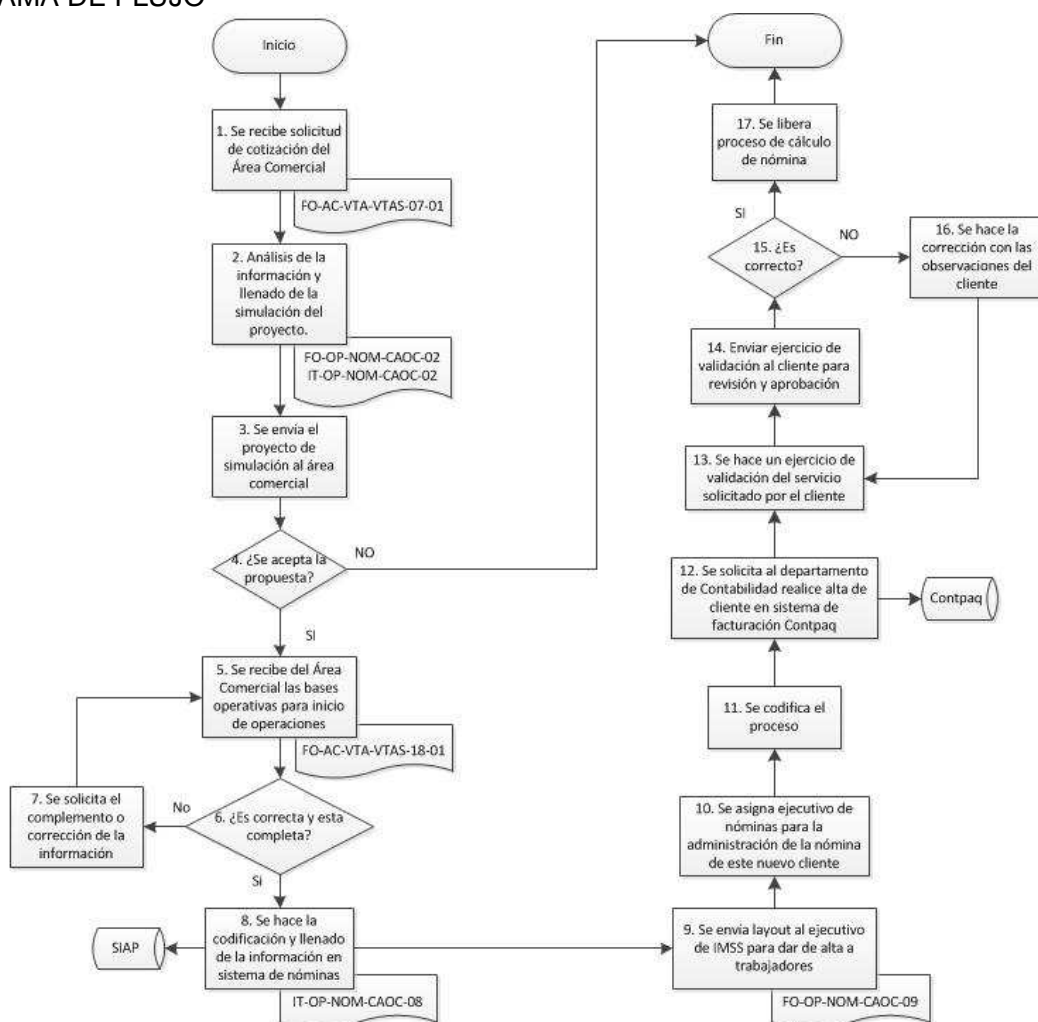 AMA DE FLUJO
Inicio
1. Se recibe solicitud
de cotización del
Área Comercial
FO-AC-VTA-VTAS-07-01
2. Análisis de la
información y
llenado de la
simulación del
proyecto.
FO-OP-NOM-CAOC-02
IT-OP-NOM-CAOC-02
3. Se envía el
proyecto de
simulación al área
comercial
4. ¿Se acepta la
propuesta?
NO
SI
5. Se recibe del Área
Comercial las bases
operativas para inicio
de operaciones
FO-AC-VTA-VTAS-18-01
6. ¿Es correcta y esta
completa?
No
7. Se solicita el
complemento o
corrección de la
información
Si
8. Se hace la
codificación y llenado
de la información en
sistema de nóminas
SIAP
IT-OP-NOM-CAOC-08
9. Se envia layout al ejecutivo
de IMSS para dar de alta a
trabajadores
FO-OP-NOM-CAOC-09
10. Se asigna ejecutivo de
nóminas para la
administración de la nómina
de este nuevo cliente
11. Se codifica el
proceso
12. Se solicita al departamento
de Contabilidad realice alta de
cliente en sistema de
facturación Contpaq
Contpaq
13. Se hace un ejercicio de
validación del servicio
solicitado por el cliente
14. Enviar ejercicio de
validación al cliente para
revisión y aprobación
15. ¿Es
correcto?
NO
16. Se hace la
corrección con las
observaciones del
cliente
SI
17. Se libera
proceso de cálculo
de nómina
Fin